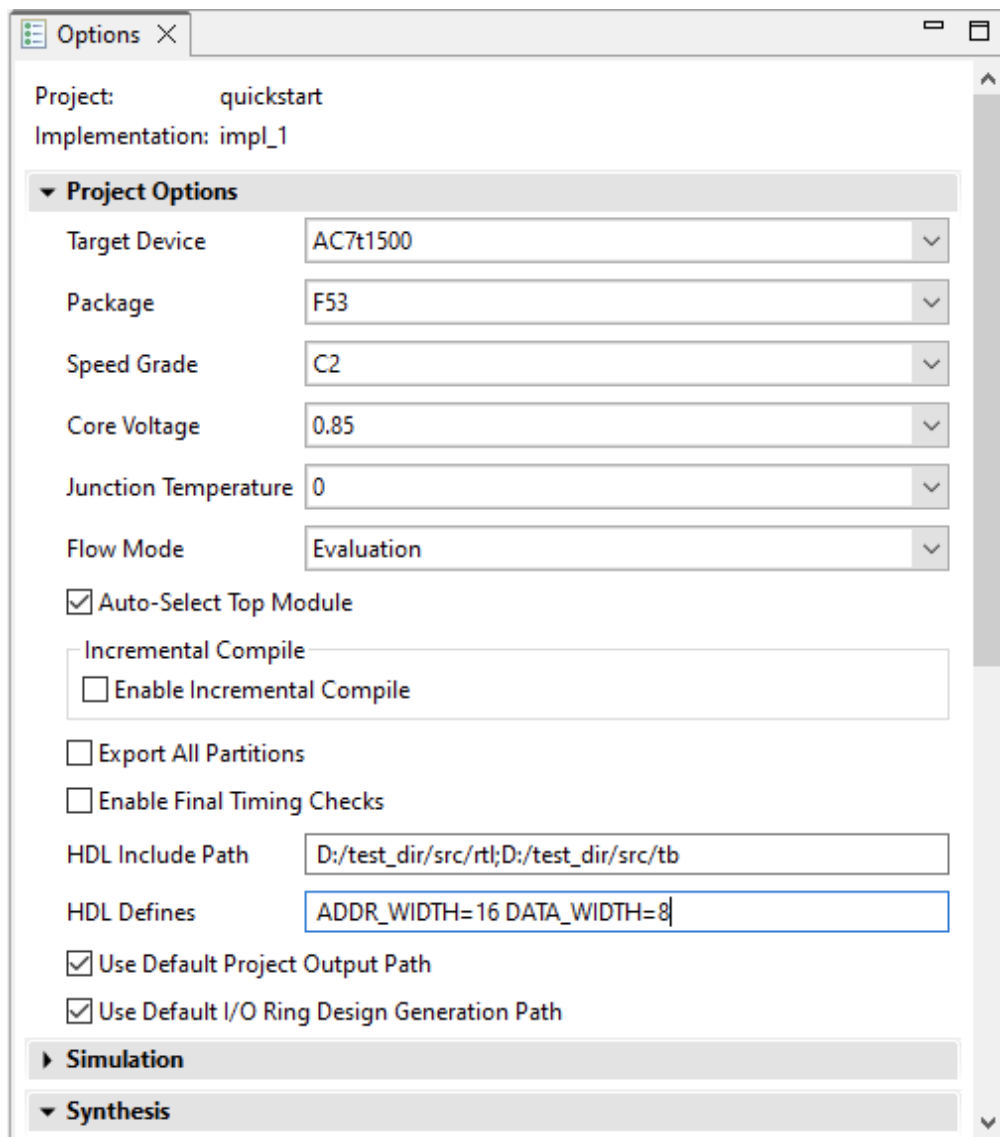 Options
Project: quickstart
Implementation: impl_1
Project Options
Target Device AC7t1500
Package F53
Speed Grade C2
Core Voltage 0.85
Junction Temperature 0
Flow Mode Evaluation
Auto-Select Top Module
Incremental Compile
Enable Incremental Compile
Export All Partitions
Enable Final Timing Checks
HDL Include Path D:/test_dir/src/rtl;D:/test_dir/src/tb
HDL Defines ADDR_WIDTH=16 DATA_WIDTH=8
Use Default Project Output Path
Use Default I/O Ring Design Generation Path
Simulation
Synthesis